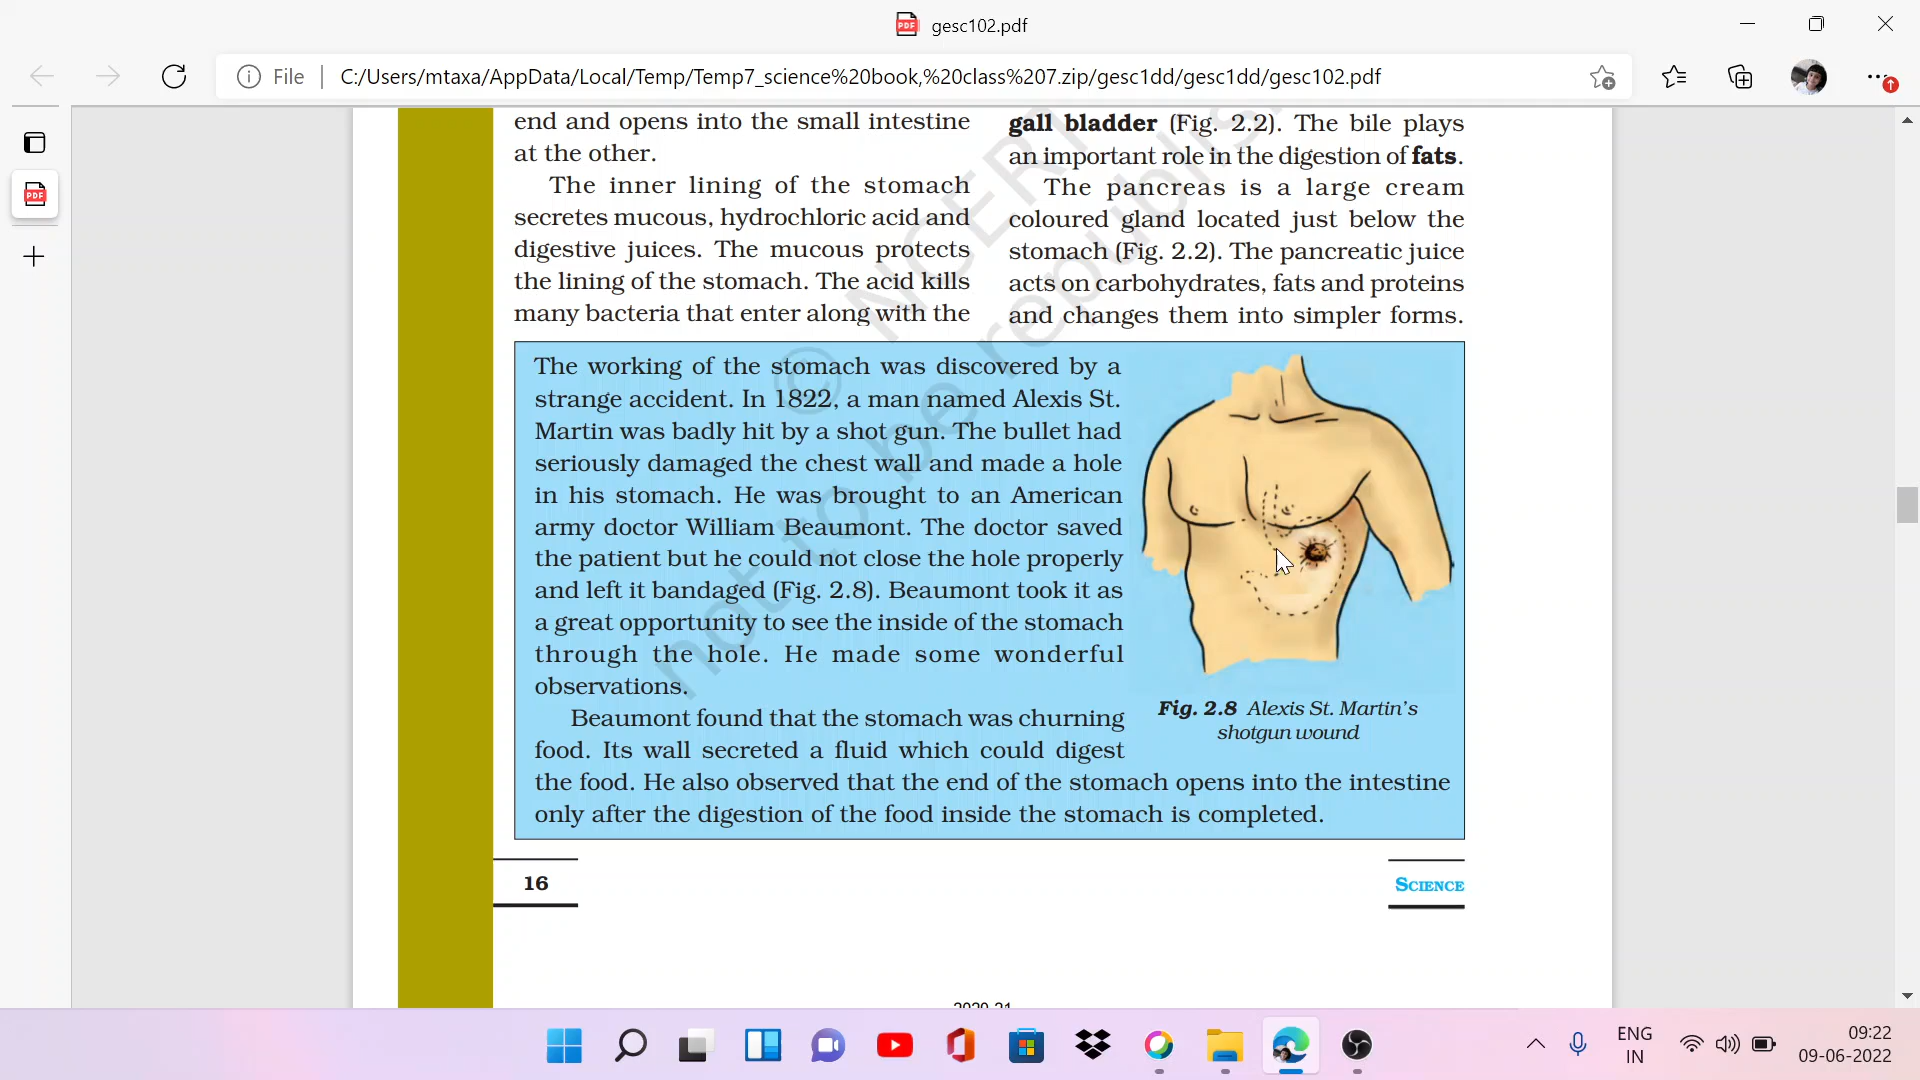 gesc102.pdf
File
C:/Users/mtaxa/AppData/Local/Temp/Temp7_science%20book,%20class%207.zip/gesc1dd/gesc1dd/gesc102.pdf
end and opens into the small intestine
at the other.
The inner lining of the stomach
secretes mucous, hydrochloric acid and
digestive juices. The mucous protects
the lining of the stomach. The acid kills
many bacteria that enter along with the
gall bladder (Fig. 2.2). The bile plays
an important role in the digestion of fats.
The pancreas is a large cream
coloured gland located just below the
stomach (Fig. 2.2). The pancreatic juice
acts on carbohydrates, fats and proteins
and changes them into simpler forms.
The working of the stomach was discovered by a
strange accident. In 1822, a man named Alexis St.
Martin was badly hit by a shot gun. The bullet had
seriously damaged the chest wall and made a hole
in his stomach. He was brought to an American
army doctor William Beaumont. The doctor saved
the patient but he could not close the hole properly
and left it bandaged (Fig. 2.8). Beaumont took it as
a great opportunity to see the inside of the stomach
through the hole. He made some wonderful
observations.
Beaumont found that the stomach was churning
food. Its wall secreted a fluid which could digest
the food. He also observed that the end of the stomach opens into the intestine
only after the digestion of the food inside the stomach is completed.
Fig. 2.8 Alexis St. Martin's
shotgun wound
© NCERT
not to be republis
16
SCIENCE
2020-21
PDF
PDF
ENG
IN
09:22
09-06-2022